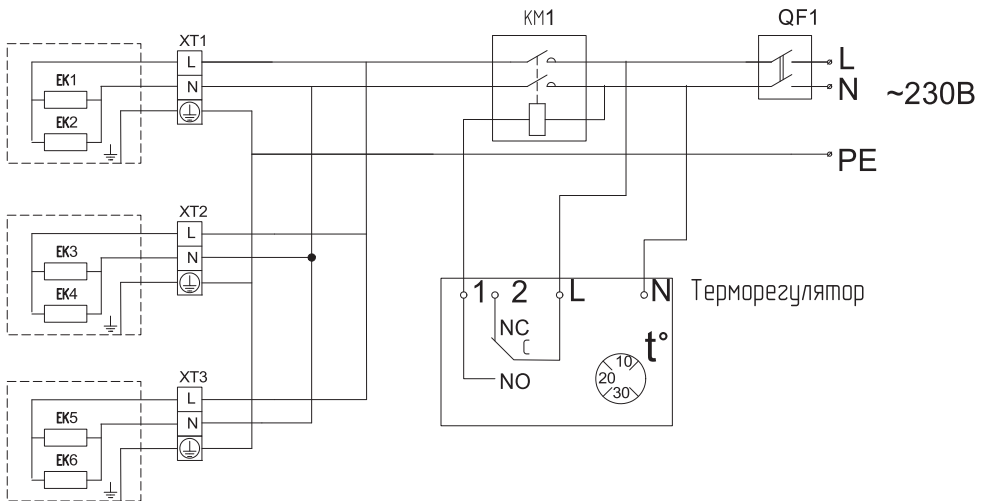 KM1
QF1
XT1
L
N
EK1
EK2
L
N
~230В
PE
XT2
L
N
EK3
EK4
1
2
L
N
Терморегулятор
NC
C
t°
NO
10
20
30
XT3
L
N
EK5
EK6